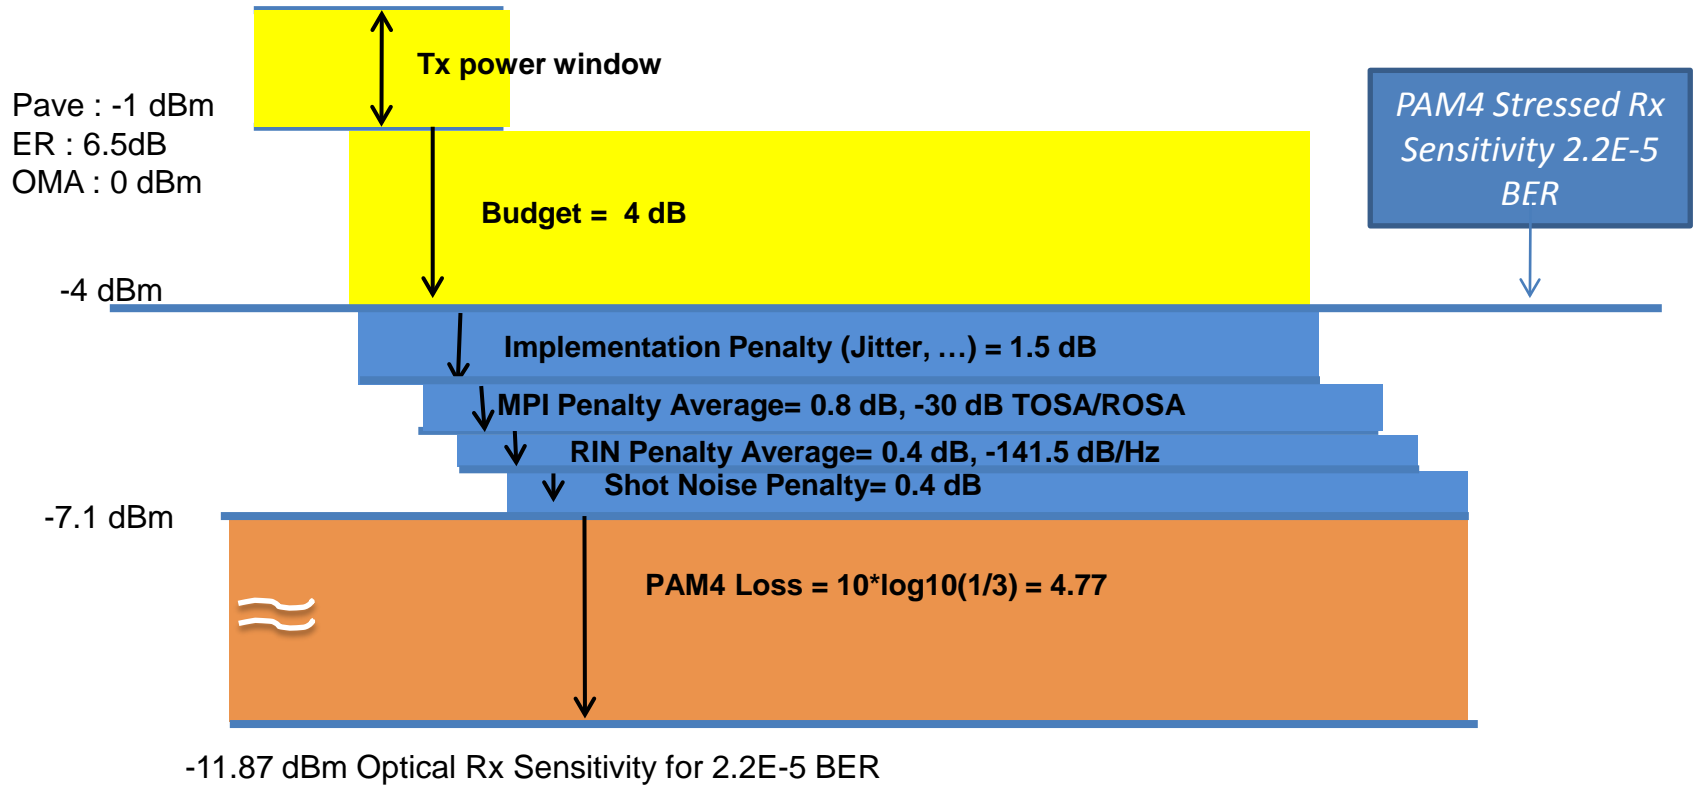 Tx power window
Pave : -1 dBm
ER : 6.5dB
OMA : 0 dBm
PAM4 Stressed Rx
Sensitivity 2.2E-5
BER
Budget =  4 dB
-4 dBm
Implementation Penalty (Jitter, …) = 1.5 dB
MPI Penalty Average= 0.8 dB, -30 dB TOSA/ROSA
RIN Penalty Average= 0.4 dB, -141.5 dB/Hz
Shot Noise Penalty= 0.4 dB
-7.1 dBm
PAM4 Loss = 10*log10(1/3) = 4.77
-11.87 dBm Optical Rx Sensitivity for 2.2E-5 BER